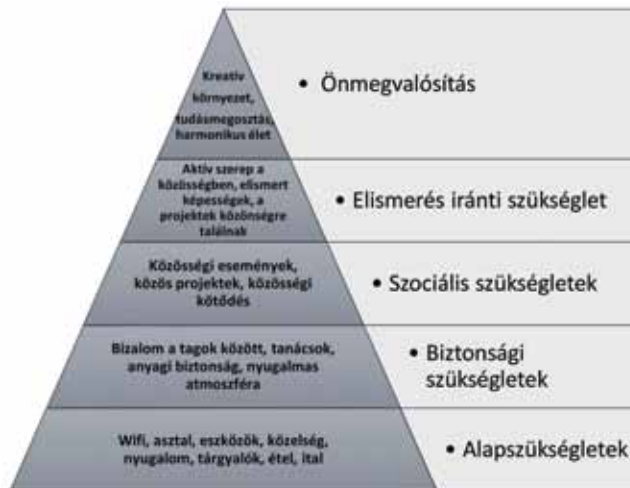 Kreatív
környezet,
tudásmegosztás,
harmonikus élet
• Önmegvalósítás
Aktív szerep a
közösségben, elismert
képességek, a
projektek közönségre
találnak
• Elismerés iránti szükséglet
Közösségi események,
közös projektek, közösségi
kötődés
• Szociális szükségletek
Bizalom a tagok között, tanácsok,
anyagi biztonság, nyugalmas
atmoszféra
• Biztonsági
szükségletek
Wifi, asztal, eszközök, közelség,
nyugalom, tárgyalók, étel, ital
• Alapszükségletek